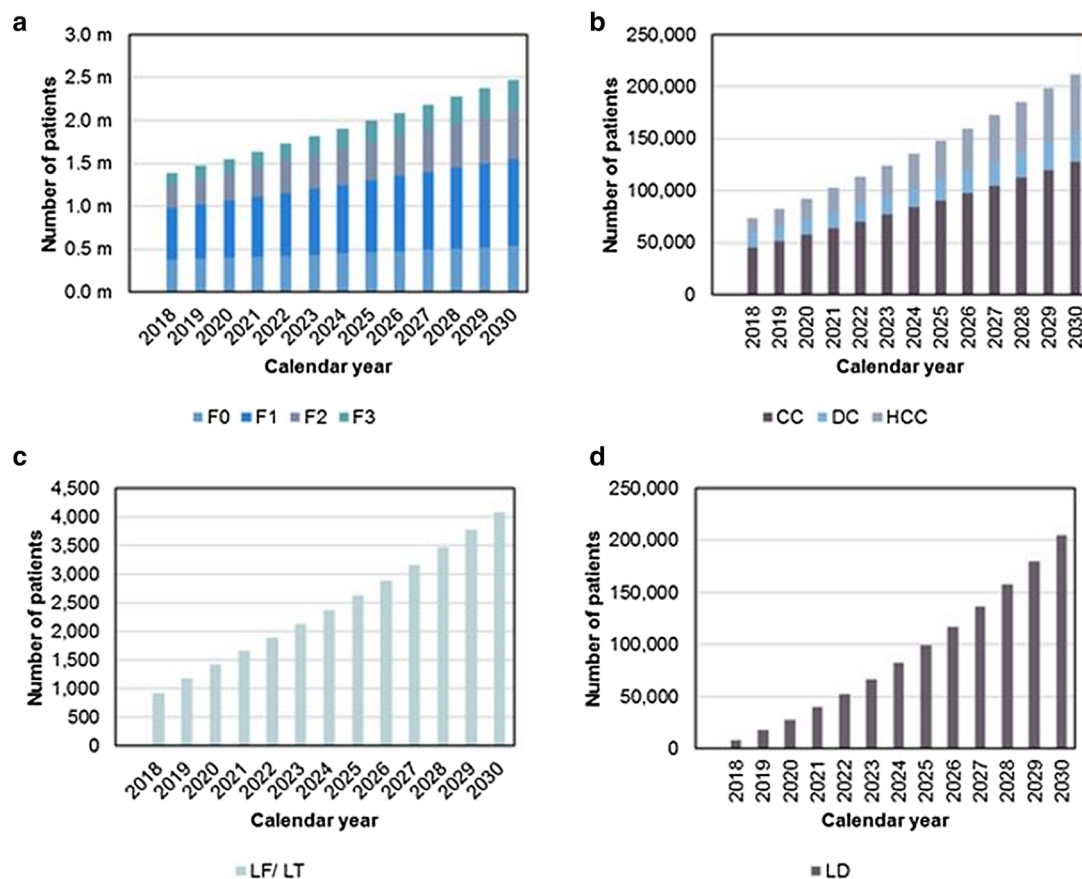 a
3.0 m
2.5 m
2.0 m
1.5 m
1.0 m
0.5 m
0.0 m
Number of patients
2018 2019 2020 2021 2022 2023 2024 2025 2026 2027 2028 2029 2030
Calendar year
F0 F1 F2 F3
b
250,000
200,000
150,000
100,000
50,000
0
Number of patients
2018 2019 2020 2021 2022 2023 2024 2025 2026 2027 2028 2029 2030
Calendar year
CC DC HCC
c
4,500
4,000
3,500
3,000
2,500
2,000
1,500
1,000
500
0
Number of patients
2018 2019 2020 2021 2022 2023 2024 2025 2026 2027 2028 2029 2030
Calendar year
LF/ LT
d
250,000
200,000
150,000
100,000
50,000
0
Number of patients
2018 2019 2020 2021 2022 2023 2024 2025 2026 2027 2028 2029 2030
Calendar year
LD